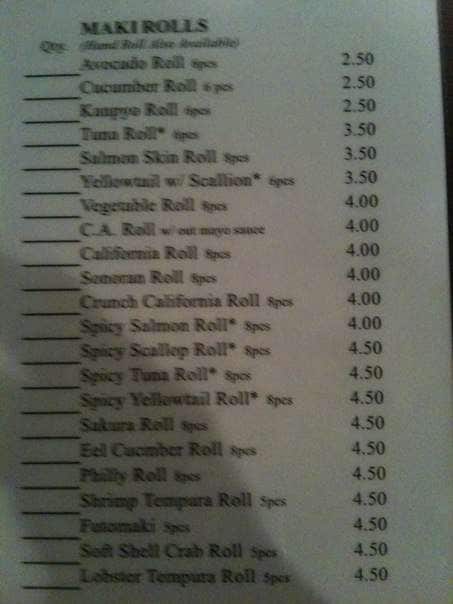 MAKI ROLLS
Qty. (Hand Roll Also Available)
Avocado Roll 6pcs 2.50
Cucumber Roll 6 pcs 2.50
Kanpyo Roll 6pcs 2.50
Tuna Roll* 6pcs 3.50
Salmon Skin Roll 8pcs 3.50
Yellowtail w/ Scallion* 6pcs 3.50
Vegetable Roll 8pcs 4.00
C.A. Roll w/ out mayo sauce 4.00
California Roll 8pcs 4.00
Sonoran Roll 8pcs 4.00
Crunch California Roll 8pcs 4.00
Spicy Salmon Roll* 8pcs 4.00
Spicy Scallop Roll* 8pcs 4.50
Spicy Tuna Roll* 8pcs 4.50
Spicy Yellowtail Roll* 8pcs 4.50
Sakura Roll 8pcs 4.50
Eel Cucmber Roll 8pcs 4.50
Philly Roll 8pcs 4.50
Shrimp Tempura Roll 5pcs 4.50
Futomaki 5pcs 4.50
Soft Shell Crab Roll 5pcs 4.50
Lobster Tempura Roll 5pcs 4.50